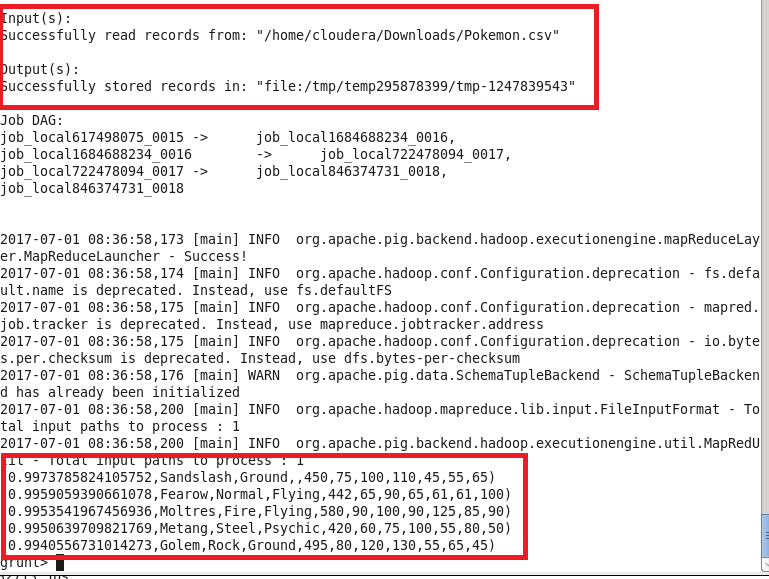 Input(s):
Successfully read records from: "/home/cloudera/Downloads/Pokemon.csv"
Output(s):
Successfully stored records in: "file:/tmp/temp295878399/tmp-1247839543"
Job DAG:
job_local617498075_0015 -> job_local1684688234_0016,
job_local1684688234_0016 -> job_local722478094_0017,
job_local722478094_0017 -> job_local846374731_0018,
job_local846374731_0018
2017-07-01 08:36:58,173 [main] INFO org.apache.pig.backend.hadoop.executionengine.mapReduceLay
er.MapReduceLauncher - Success!
2017-07-01 08:36:58,174 [main] INFO org.apache.hadoop.conf.Configuration.deprecation - fs.defa
ult.name is deprecated. Instead, use fs.defaultFS
2017-07-01 08:36:58,175 [main] INFO org.apache.hadoop.conf.Configuration.deprecation - mapred.
job.tracker is deprecated. Instead, use mapreduce.jobtracker.address
2017-07-01 08:36:58,175 [main] INFO org.apache.hadoop.conf.Configuration.deprecation - io.byte
s.per.checksum is deprecated. Instead, use dfs.bytes-per-checksum
2017-07-01 08:36:58,176 [main] WARN org.apache.pig.data.SchemaTupleBackend - SchemaTupleBacken
d has already been initialized
2017-07-01 08:36:58,200 [main] INFO org.apache.hadoop.mapreduce.lib.input.FileInputFormat - To
tal input paths to process : 1
2017-07-01 08:36:58,200 [main] INFO org.apache.pig.backend.hadoop.executionengine.util.MapRedU
til - Total input paths to process : 1
0.9973785824105752,Sandslash,Ground,,450,75,100,110,45,55,65)
0.9959059390661078,Fearow,Normal,Flying,442,65,90,65,61,61,100)
0.9953541967456936,Moltres,Fire,Flying,580,90,100,90,125,85,90)
0.9950639709821769,Metang,Steel,Psychic,420,60,75,100,55,80,50)
0.9940556731014273,Golem,Rock,Ground,495,80,120,130,55,65,45)
grunt>